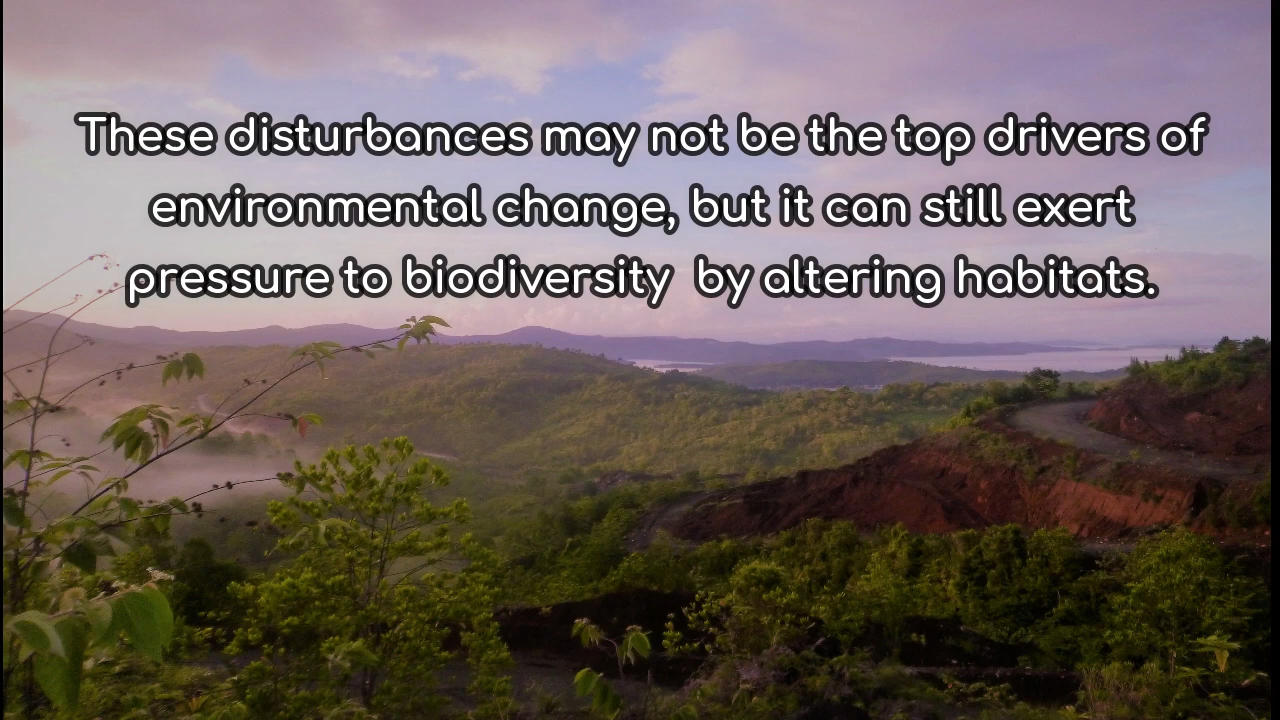 These disturbances may not be the top drivers of
environmental change, but it can still exert
pressure to biodiversity  by altering habitats.